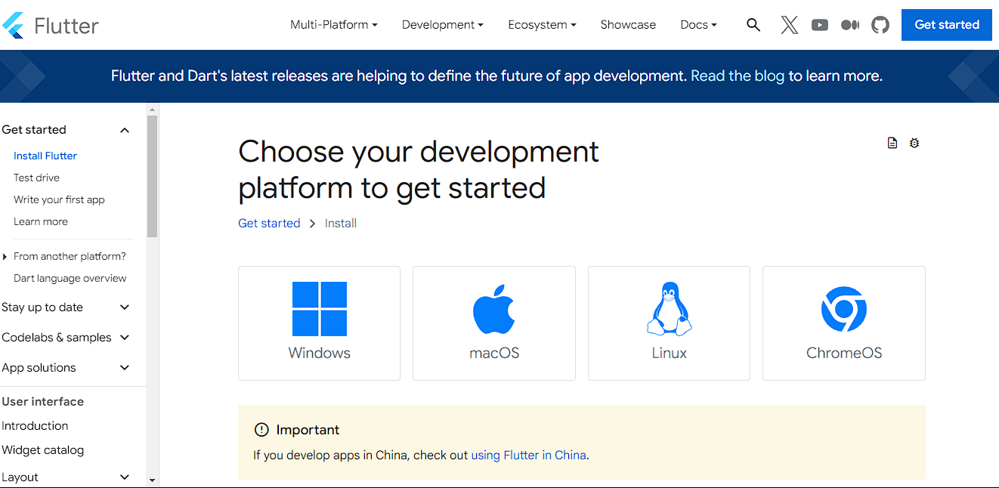 Flutter
Multi-Platform
Development
Ecosystem
Showcase
Docs
Get started
Flutter and Dart's latest releases are helping to define the future of app development. Read the blog to learn more.
Get started
Install Flutter
Test drive
Write your first app
Learn more
From another platform?
Dart language overview
Stay up to date
Codelabs & samples
App solutions
User interface
Introduction
Widget catalog
Layout
Choose your development
platform to get started
Get started
Install
Windows
macOS
Linux
ChromeOS
Important
If you develop apps in China, check out using Flutter in China.